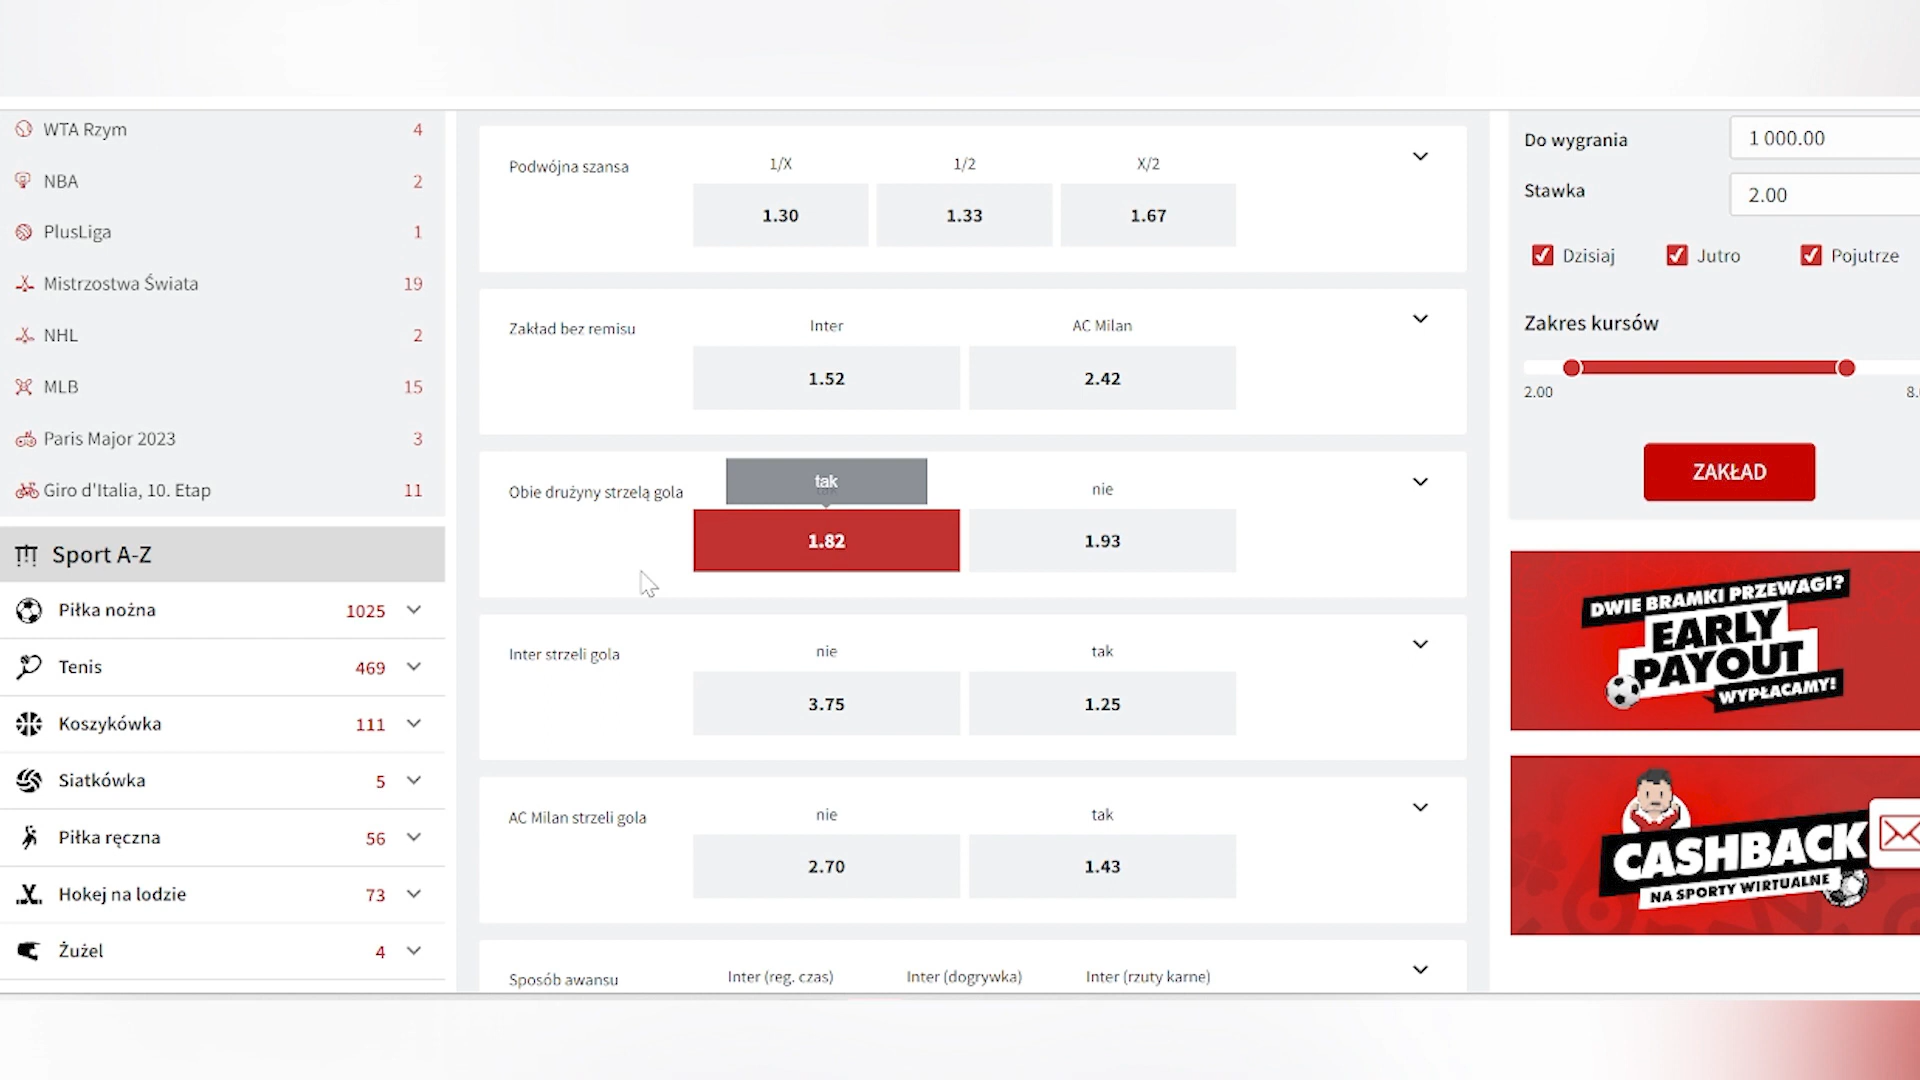 WTA Rzym 4
NBA 2
PlusLiga 1
Mistrzostwa Świata 19
NHL 2
MLB 15
Paris Major 2023 3
Giro d'Italia, 10. Etap 11
Sport A-Z
Piłka nożna 1025
Tenis 469
Koszykówka 111
Siatkówka 5
Piłka ręczna 56
Hokej na lodzie 73
Żużel 4
Podwójna szansa 1/X 1/2 X/2
1.30 1.33 1.67
Zakład bez remisu Inter AC Milan
1.52 2.42
Obie drużyny strzelą gola tak nie
1.82 1.93
Inter strzeli gola nie tak
3.75 1.25
AC Milan strzeli gola nie tak
2.70 1.43
Sposób awansu Inter (reg. czas) Inter (dogrywka) Inter (rzuty karne)
Do wygrania 1 000.00
Stawka 2.00
Dzisiaj Jutro Pojutrze
Zakres kursów
2.00 8.
ZAKŁAD
DWIE BRAMKI PRZEWAGI?
EARLY
PAYOUT
WYPŁACAMY!
CASHBACK
NA SPORTY WIRTUALNE